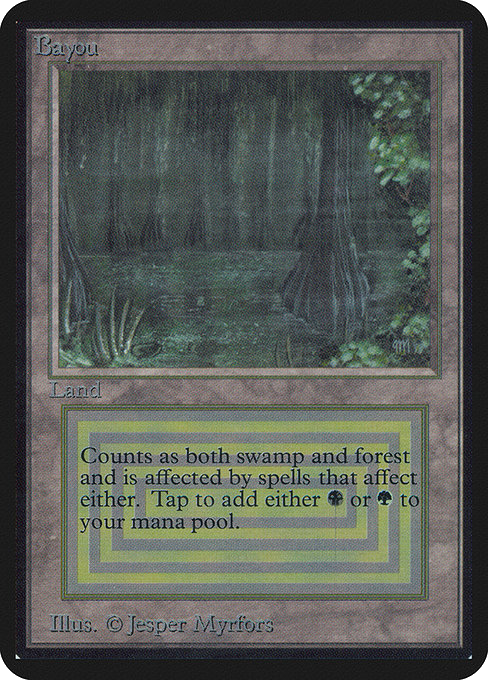 Bayou
Land
Counts as both swamp and forest
and is affected by spells that affect
either. Tap to add either or to
your mana pool.
Illus. © Jesper Myrfors